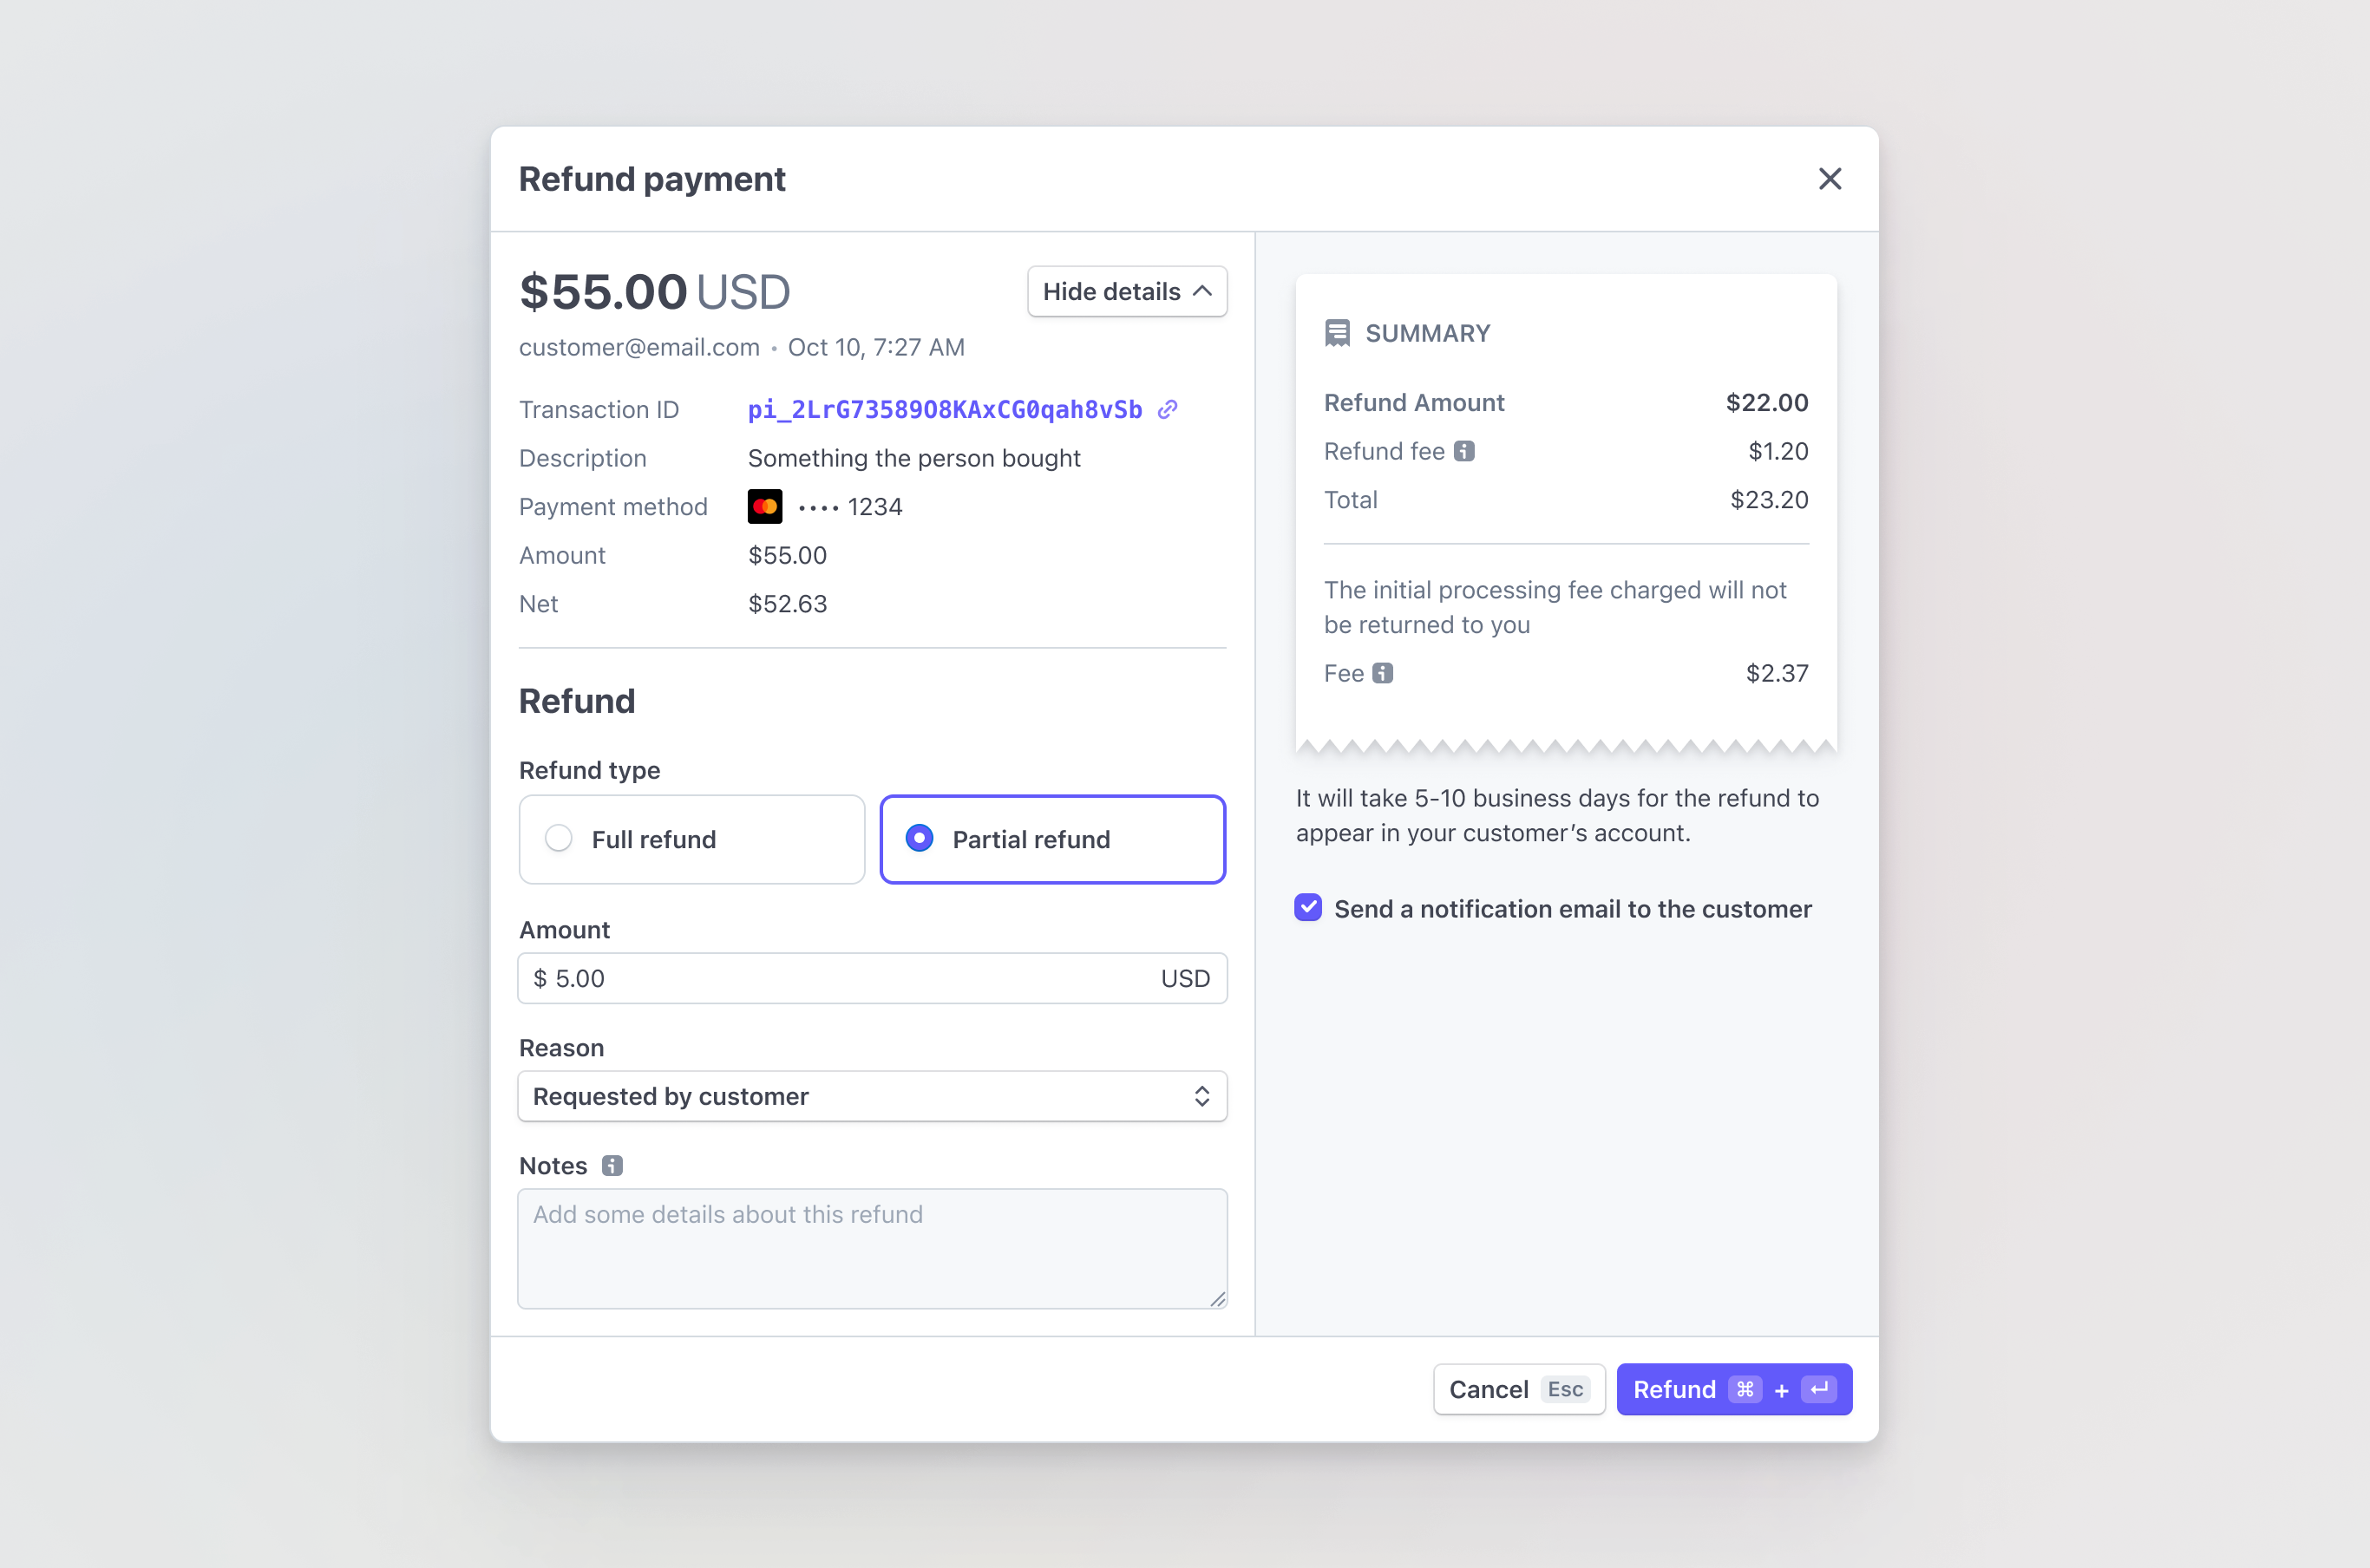 Refund payment
$55.00 USD
Hide details
customer@email.com • Oct 10, 7:27 AM
Transaction ID pi_2LrG73589O8KAxCG0qah8vSb
Description Something the person bought
Payment method •••• 1234
Amount $55.00
Net $52.63
Refund
Refund type
Full refund
Partial refund
Amount
$ 5.00 USD
Reason
Requested by customer
Notes
Add some details about this refund
SUMMARY
Refund Amount $22.00
Refund fee $1.20
Total $23.20
The initial processing fee charged will not
be returned to you
Fee $2.37
It will take 5-10 business days for the refund to
appear in your customer’s account.
Send a notification email to the customer
Cancel Esc
Refund ⌘ + ↵